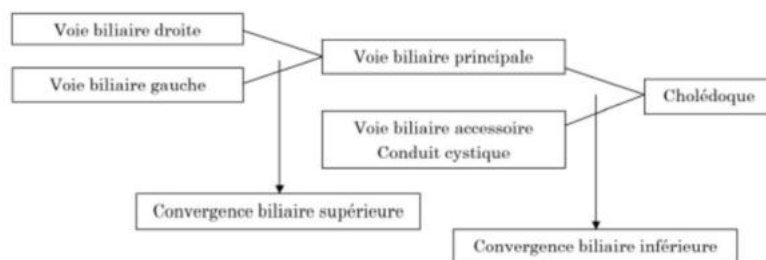 Voie biliaire droite
Voie biliaire gauche
Voie biliaire principale
Voie biliaire accessoire
Conduit cystique
Cholédoque
Convergence biliaire supérieure
Convergence biliaire inférieure